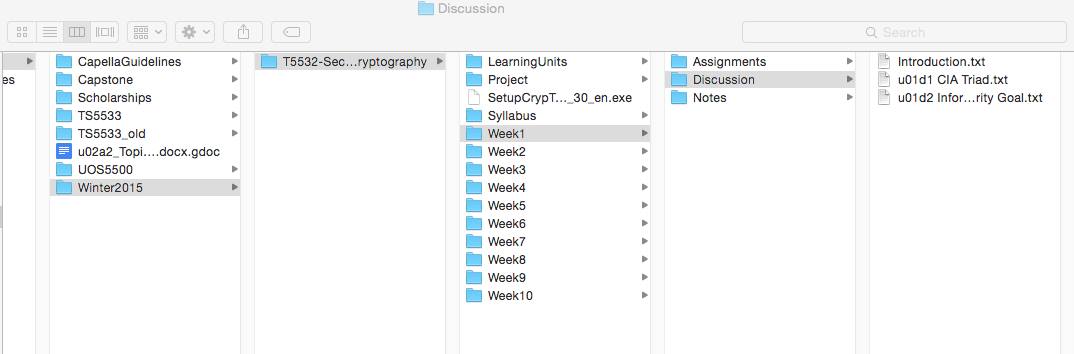 Discussion
Search
es
CapellaGuidelines
Capstone
Scholarships
TS5533
TS5533_old
u02a2_Topi....docx.gdoc
UOS5500
Winter2015
T5532-Sec...ryptography
LearningUnits
Project
SetupCrypT..._30_en.exe
Syllabus
Week1
Week2
Week3
Week4
Week5
Week6
Week7
Week8
Week9
Week10
Assignments
Discussion
Notes
Introduction.txt
u01d1 CIA Triad.txt
u01d2 Infor...rity Goal.txt